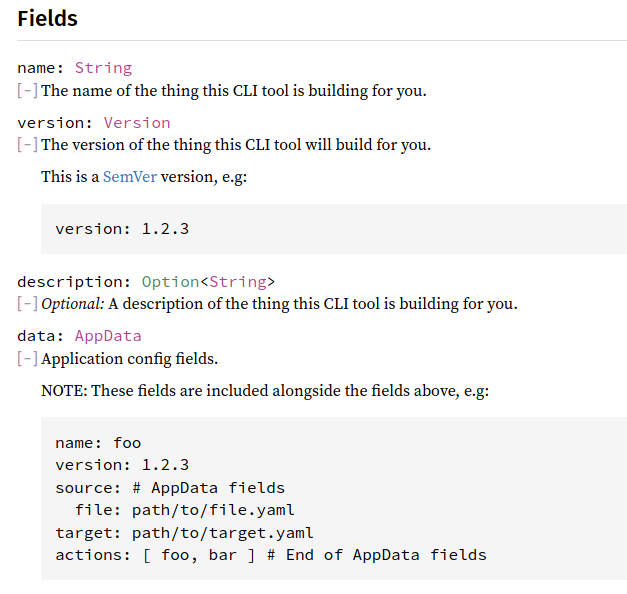 Fields
name: String
[-] The name of the thing this CLI tool is building for you.
version: Version
[-] The version of the thing this CLI tool will build for you.
This is a SemVer version, e.g:
version: 1.2.3
description: Option<String>
[-] Optional: A description of the thing this CLI tool is building for you.
data: AppData
[-] Application config fields.
NOTE: These fields are included alongside the fields above, e.g:
name: foo
version: 1.2.3
source: # AppData fields
  file: path/to/file.yaml
target: path/to/target.yaml
actions: [ foo, bar ] # End of AppData fields